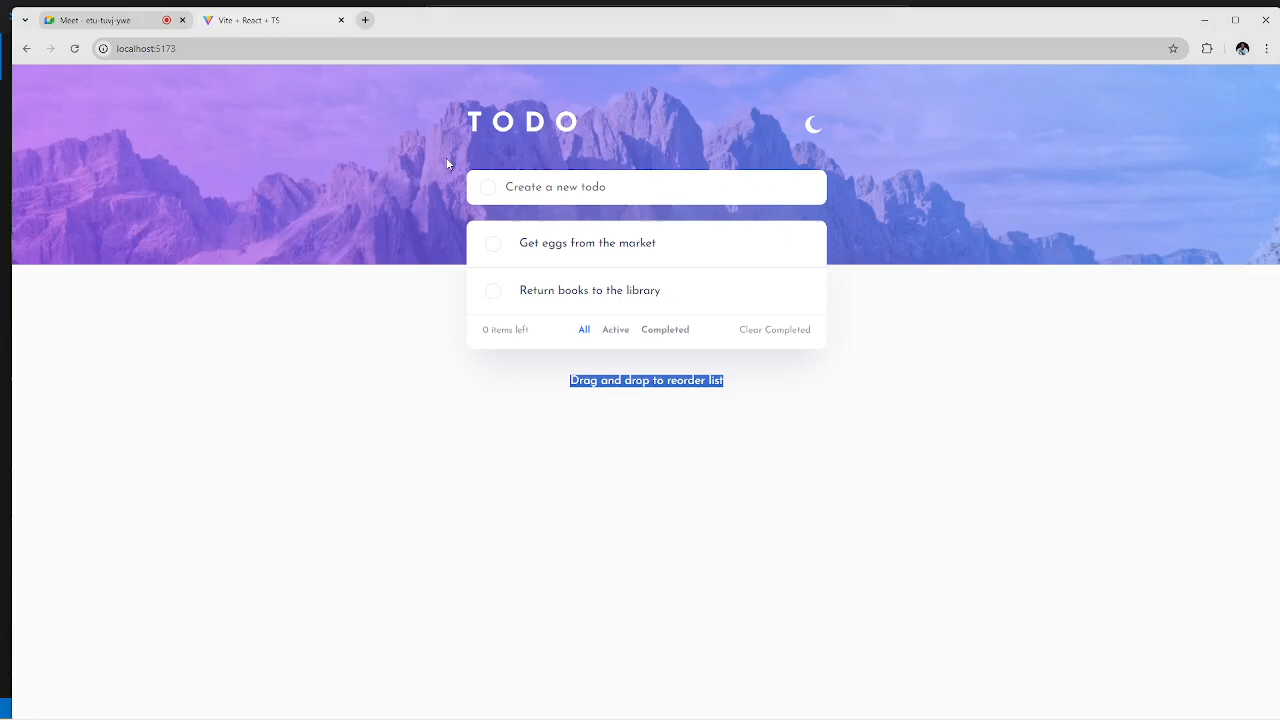 Meet - etu-tuvj-ywe
Vite + React + TS
localhost:5173
TODO
Create a new todo
Get eggs from the market
Return books to the library
0 items left All Active Completed Clear Completed
Drag and drop to reorder list